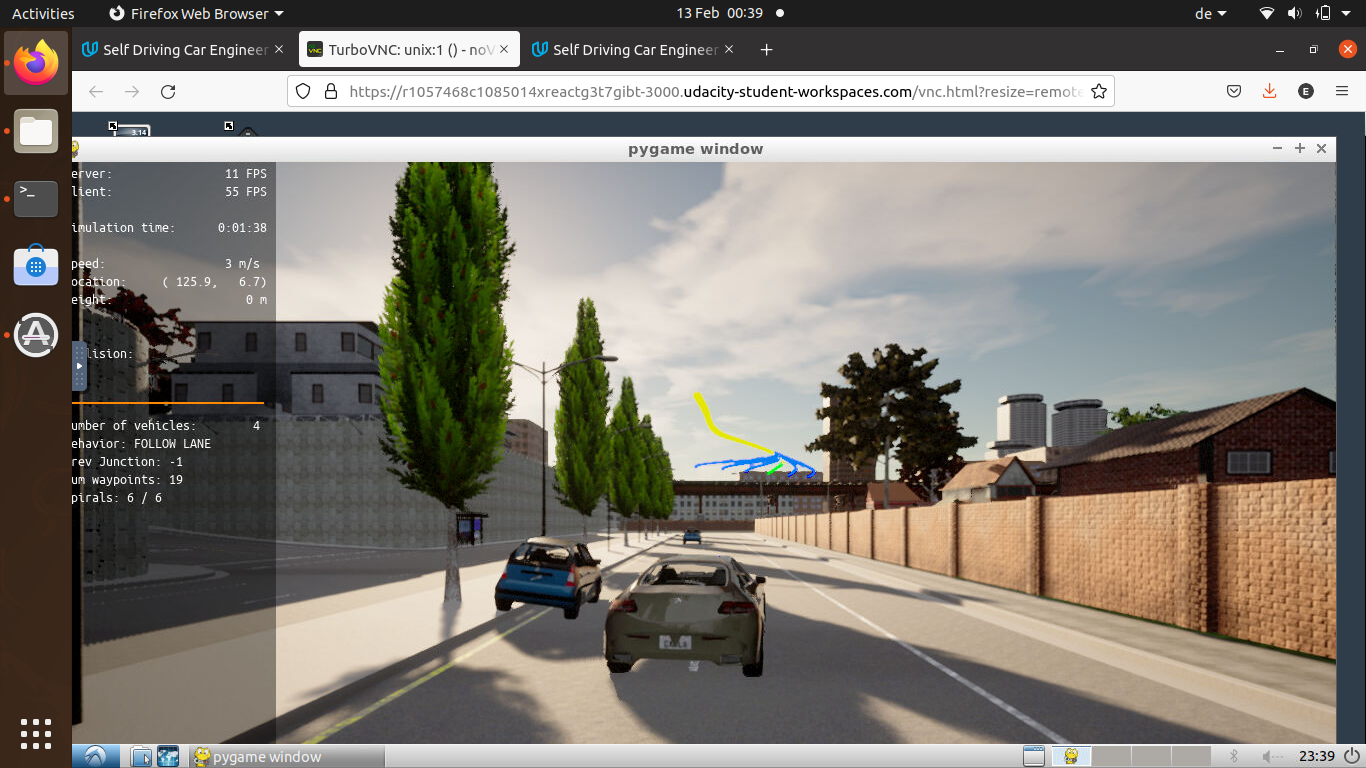 Activities
Firefox Web Browser
13 Feb 00:39
de
Self Driving Car Engineer
TurboVNC: unix:1 () - noV
Self Driving Car Engineer
https://r1057468c1085014xreactg3t7gibt-3000.udacity-student-workspaces.com/vnc.html?resize=remote
E
3.14
pygame window
erver: 11 FPS
lient: 55 FPS
imulation time: 0:01:38
peed: 3 m/s
ocation: ( 125.9, 6.7)
eight: 0 m
lision:
umber of vehicles: 4
ehavior: FOLLOW LANE
rev Junction: -1
um waypoints: 19
pirals: 6 / 6
pygame window
23:39